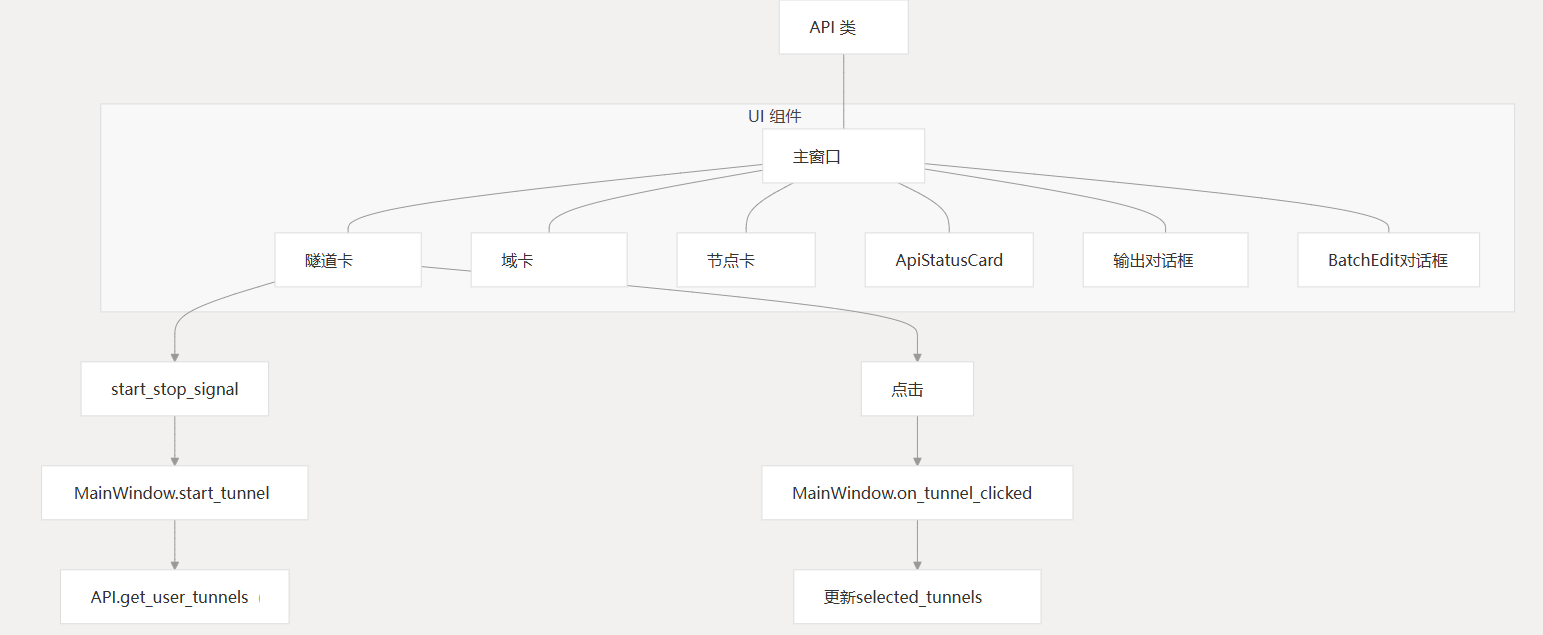 API 类
UI 组件
主窗口
隧道卡
域卡
节点卡
ApiStatusCard
输出对话框
BatchEdit对话框
start_stop_signal
点击
MainWindow.start_tunnel
MainWindow.on_tunnel_clicked
API.get_user_tunnels（
更新selected_tunnels